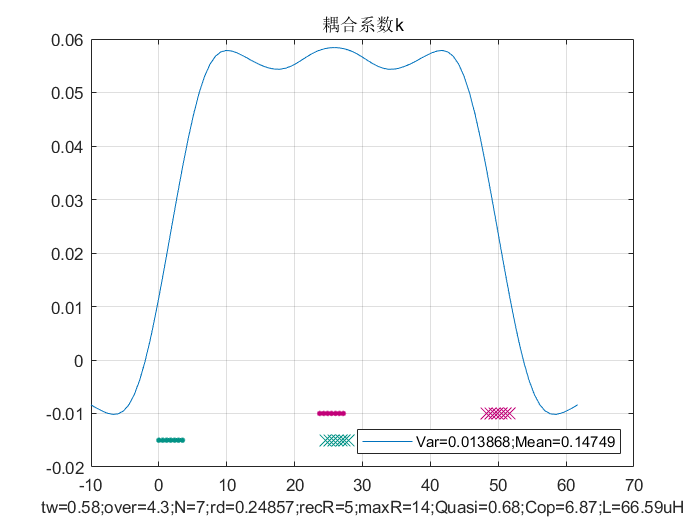 耦合系数k
0.06
0.05
0.04
0.03
0.02
0.01
0
-0.01
-0.02
Var=0.013868;Mean=0.14749
-10 0 10 20 30 40 50 60 70
tw=0.58;over=4.3;N=7;rd=0.24857;recR=5;maxR=14;Quasi=0.68;Cop=6.87;L=66.59uH